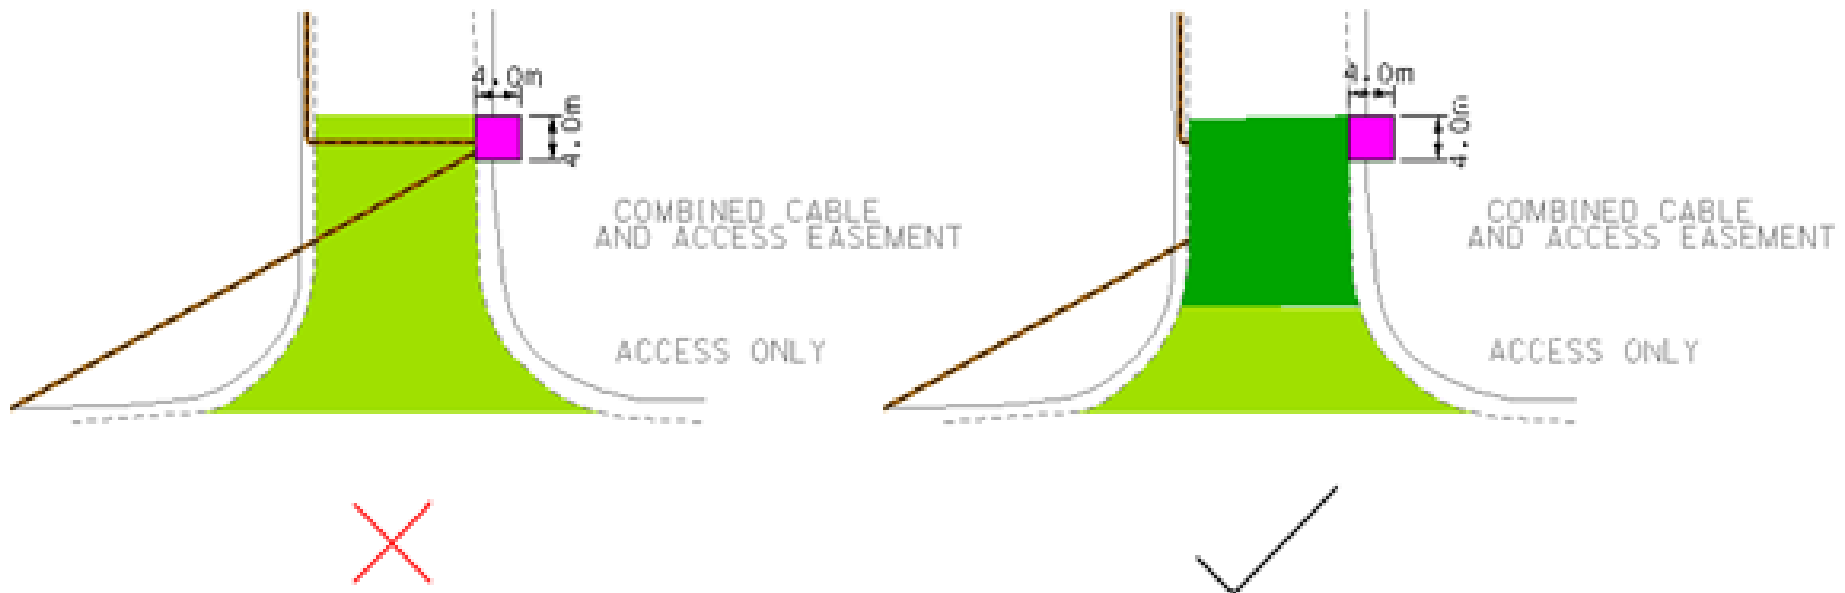 4.0m
4.0m
COMBINED CABLE
AND ACCESS EASEMENT
ACCESS ONLY
4.0m
4.0m
COMBINED CABLE
AND ACCESS EASEMENT
ACCESS ONLY